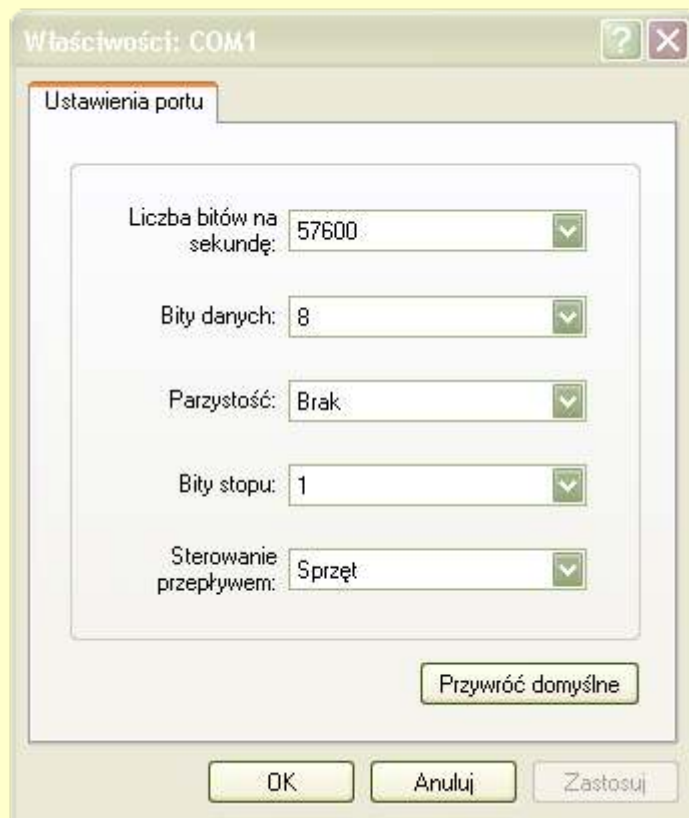 Właściwości: COM1
Ustawienia portu
Liczba bitów na
sekundę:
57600
Bity danych:
8
Parzystość:
Brak
Bity stopu:
1
Sterowanie
przepływem:
Sprzęt
Przywróć domyślne
OK
Anuluj
Zastosuj